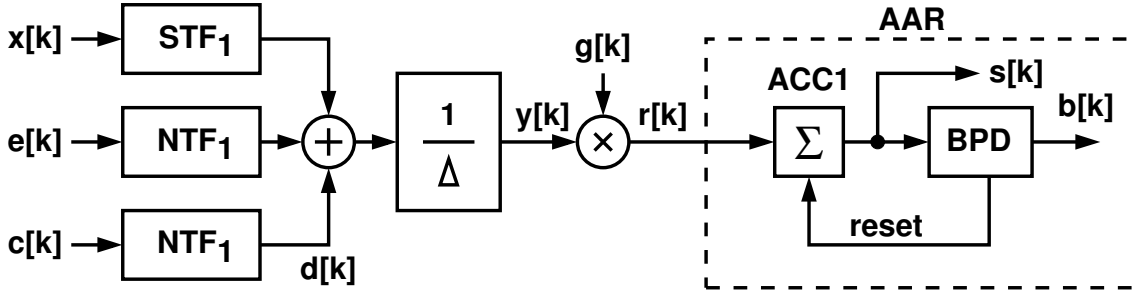 AAR
x[k] STF1
g[k]
ACC1
s[k]
b[k]
e[k] NTF1
1
Δ
y[k]
r[k]
Σ
BPD
reset
c[k] NTF1
d[k]